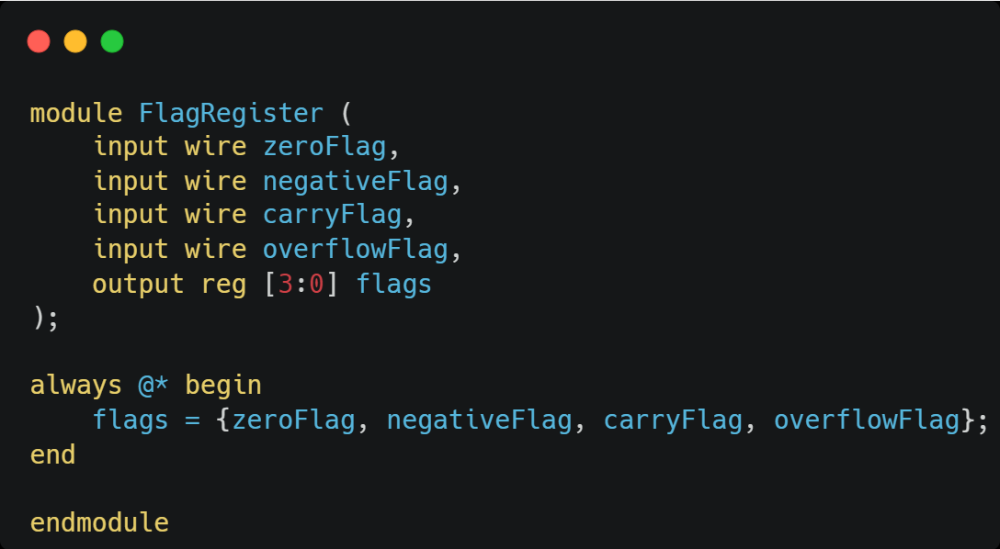 module FlagRegister (
    input wire zeroFlag,
    input wire negativeFlag,
    input wire carryFlag,
    input wire overflowFlag,
    output reg [3:0] flags
);

always @* begin
    flags = {zeroFlag, negativeFlag, carryFlag, overflowFlag};
end

endmodule